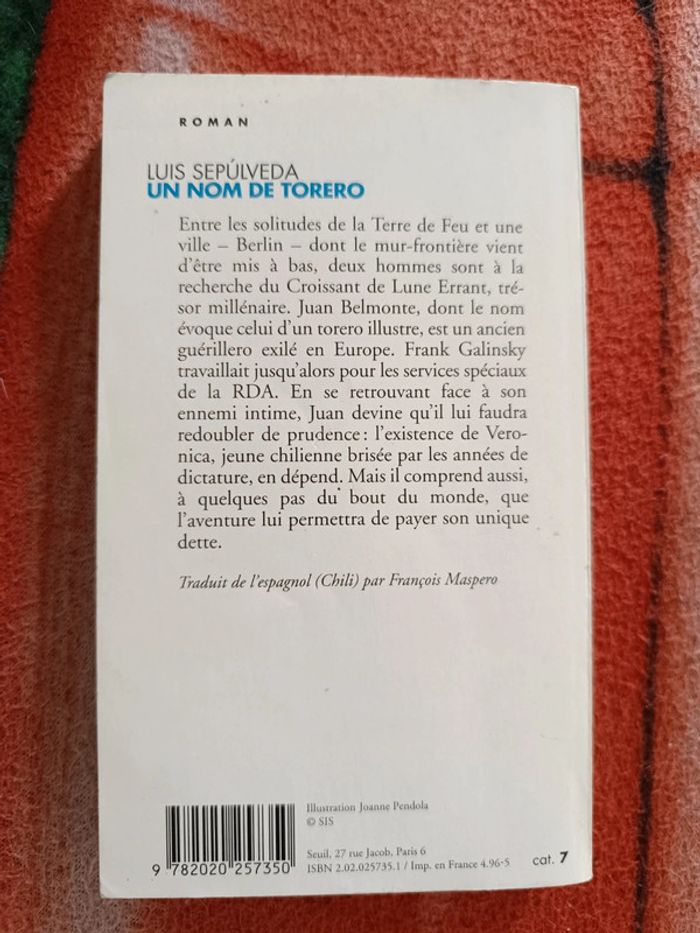 ROMAN
LUIS SEPÚLVEDA
UN NOM DE TORERO
Entre les solitudes de la Terre de Feu et une
ville – Berlin – dont le mur-frontière vient
d'être mis à bas, deux hommes sont à la
recherche du Croissant de Lune Errant, tré-
sor millénaire. Juan Belmonte, dont le nom
évoque celui d'un torero illustre, est un ancien
guérillero exilé en Europe. Frank Galinsky
travaillait jusqu'alors pour les services spéciaux
de la RDA. En se retrouvant face à son
ennemi intime, Juan devine qu'il lui faudra
redoubler de prudence : l'existence de Vero-
nica, jeune chilienne brisée par les années de
dictature, en dépend. Mais il comprend aussi,
à quelques pas du bout du monde, que
l'aventure lui permettra de payer son unique
dette.
Traduit de l'espagnol (Chili) par François Maspero
Illustration Joanne Pendola
© SIS
Seuil, 27 rue Jacob, Paris 6
ISBN 2.02.025735.1 / Imp. en France 4.96-5
cat. 7
9 782020 257350